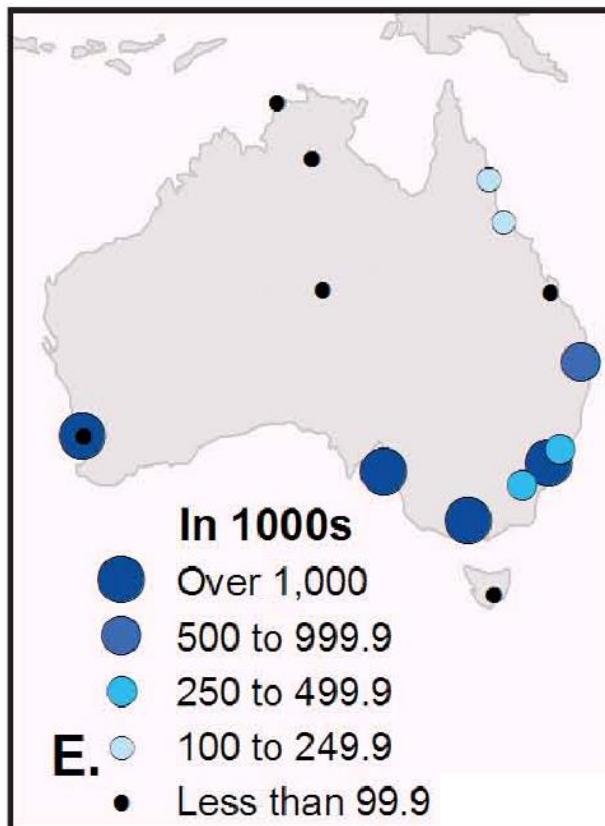 In 1000s
Over 1,000
500 to 999.9
250 to 499.9
E. 100 to 249.9
Less than 99.9